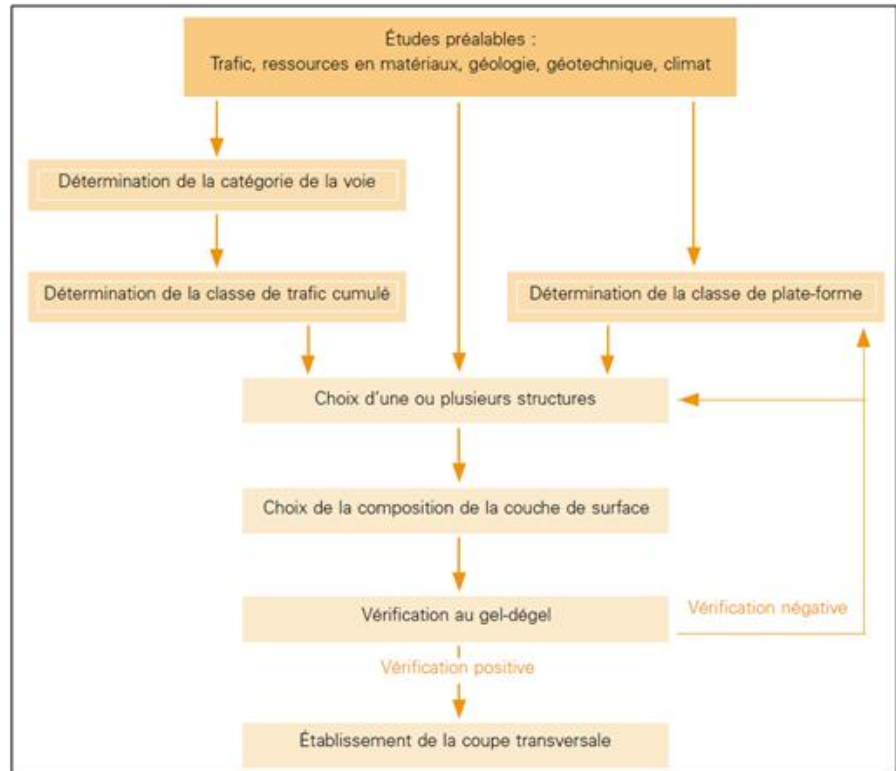 Études préalables :
Trafic, ressources en matériaux, géologie, géotechnique, climat
Détermination de la catégorie de la voie
Détermination de la classe de trafic cumulé
Détermination de la classe de plate-forme
Choix d'une ou plusieurs structures
Choix de la composition de la couche de surface
Vérification au gel-dégel
Vérification négative
Vérification positive
Établissement de la coupe transversale